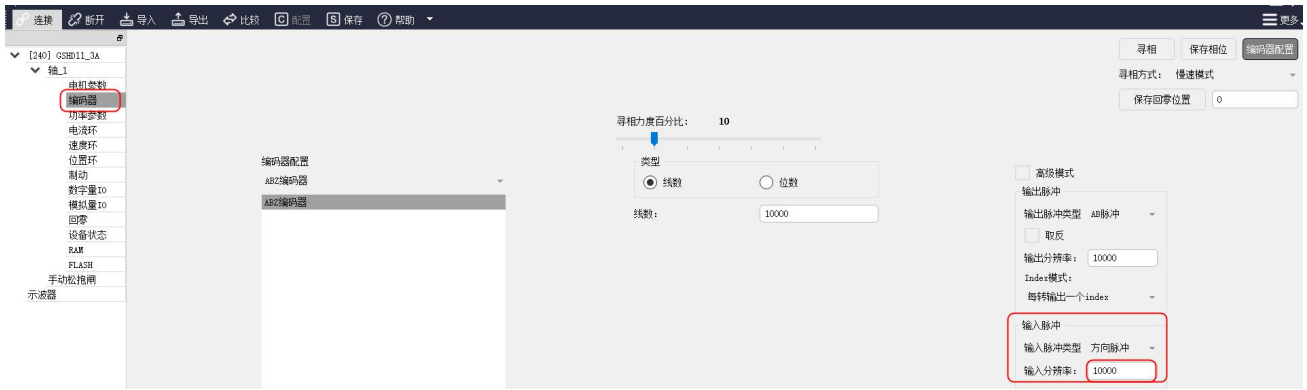 连接 断开 导入 导出 比较 C 配置 S 保存 ? 帮助 更多
[240] GSHD11_3A
轴_1
电机参数
编码器
功率参数
电流环
速度环
位置环
制动
数字量IO
模拟量IO
回零
设备状态
RAM
FLASH
手动松抱闸
示波器
编码器配置
ABZ编码器
ABZ编码器
寻相力度百分比： 10
类型
线数 位数
线数： 10000
寻相 保存相位 编码器配置
寻相方式： 慢速模式
保存回零位置 0
高级模式
输出脉冲
输出脉冲类型 AB脉冲
取反
输出分辨率： 10000
Index模式：
每转输出一个index
输入脉冲
输入脉冲类型 方向脉冲
输入分辨率： 10000